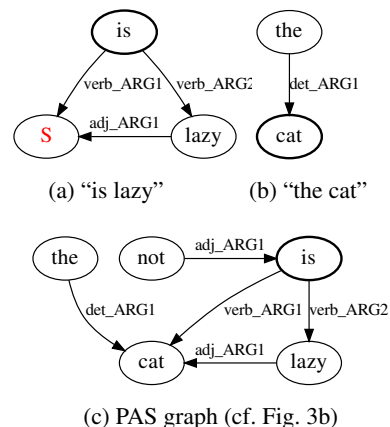 is
the
verb_ARG1
verb_ARG2
det_ARG1
S
adj_ARG1
lazy
cat
(a) “is lazy”
(b) “the cat”
the
not
adj_ARG1
is
det_ARG1
verb_ARG1
verb_ARG2
cat
adj_ARG1
lazy
(c) PAS graph (cf. Fig. 3b)